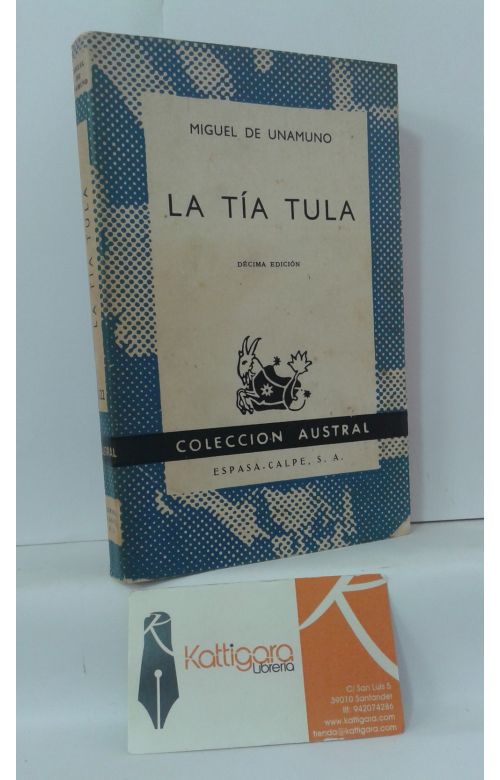 MIGUEL DE UNAMUNO
LA TÍA TULA
DÉCIMA EDICIÓN
COLECCION AUSTRAL
ESPASA-CALPE, S. A.
LA TÍA TULA
AUSTRAL
Kattigara
Librería
C/ San Luis 5
39010 Santander
tlf: 942074286
www.kattigara.com
tienda@kattigara.com